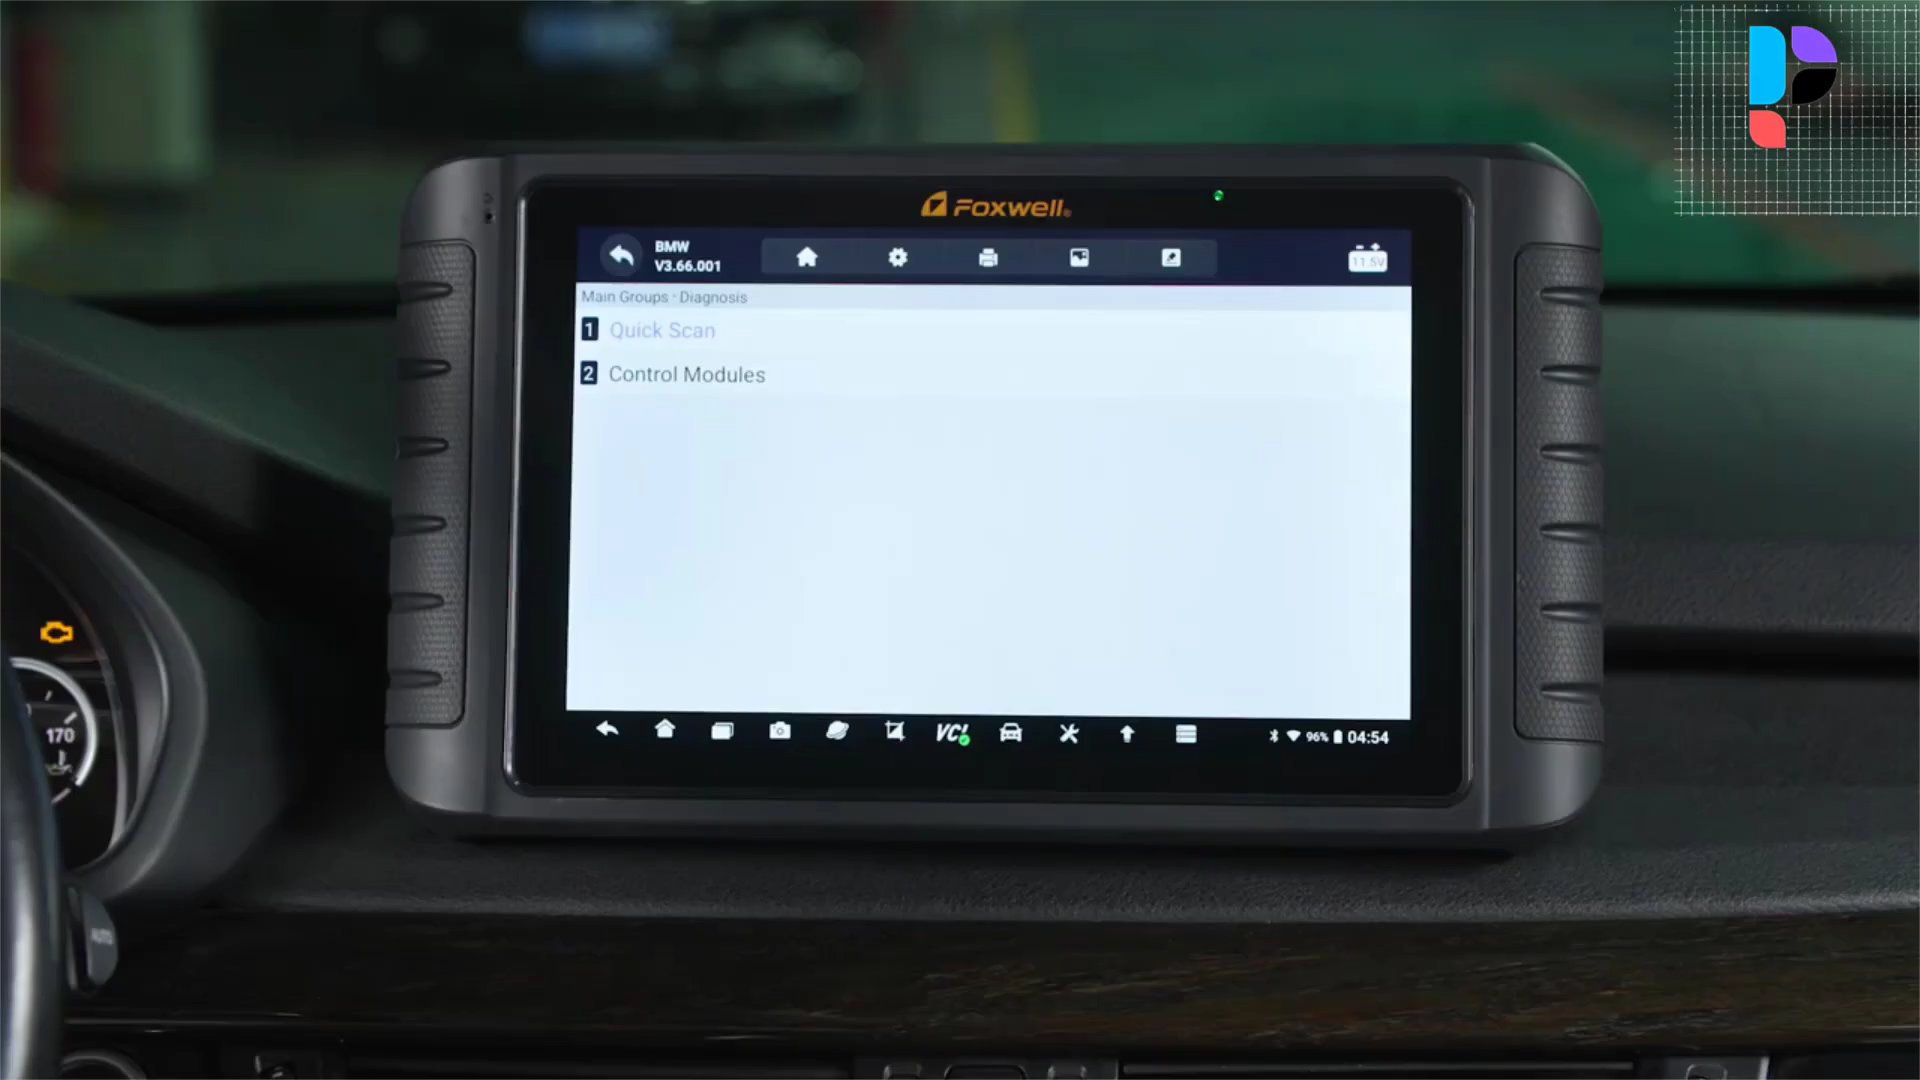 Foxwell®
BMW
V3.66.001
11.5V
Main Groups · Diagnosis
1 Quick Scan
2 Control Modules
VCI
96% 04:54
170
AUTO